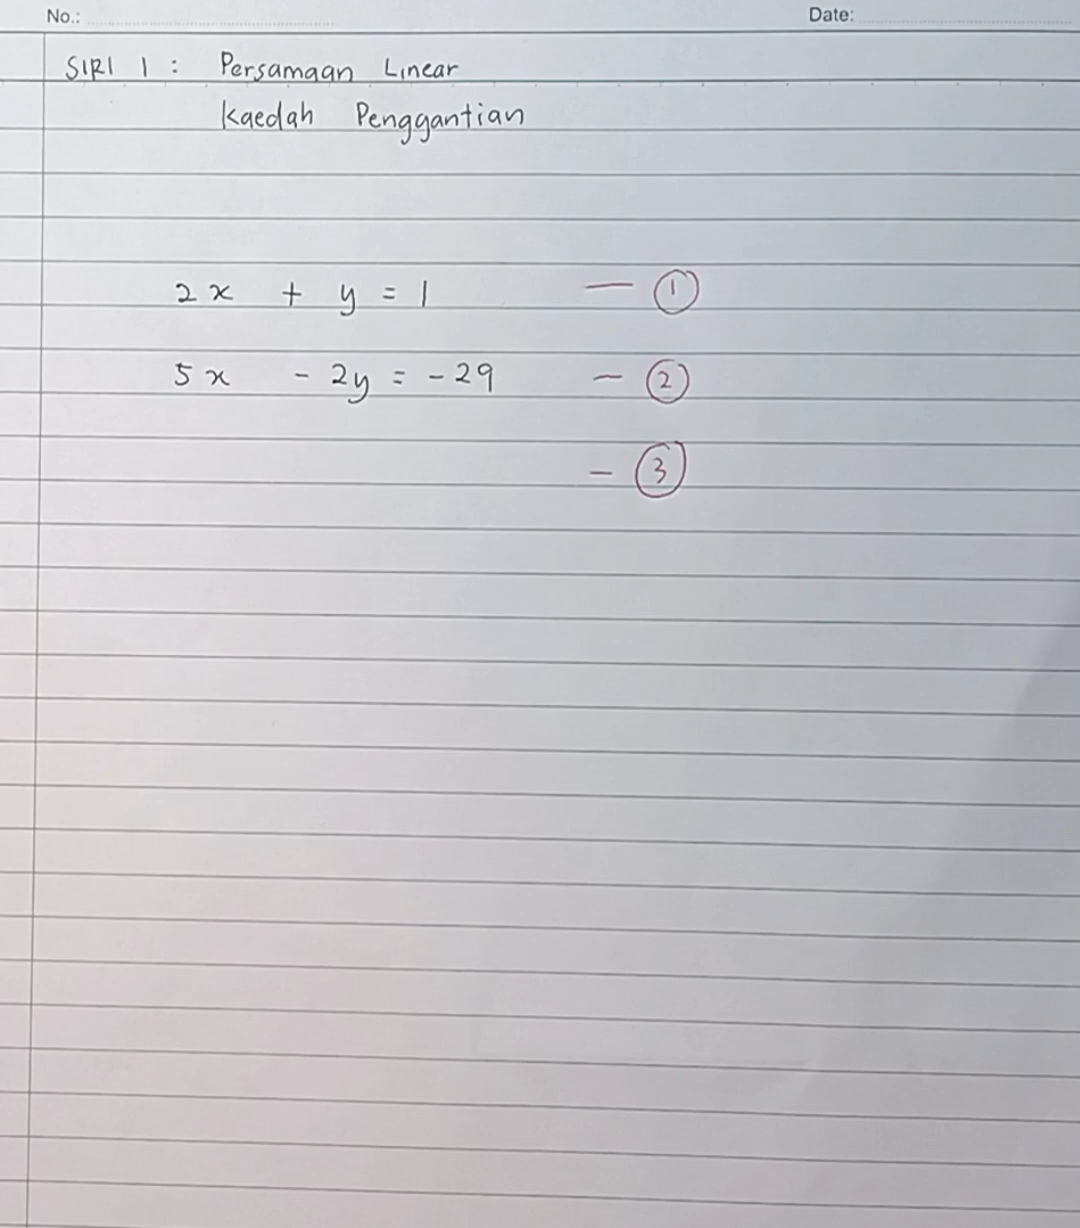 No.: Date:
SIRI 1 : Persamaan Linear
Kaedah Penggantian
2x + y = 1 — ①
5x - 2y = -29 - ②
- ③